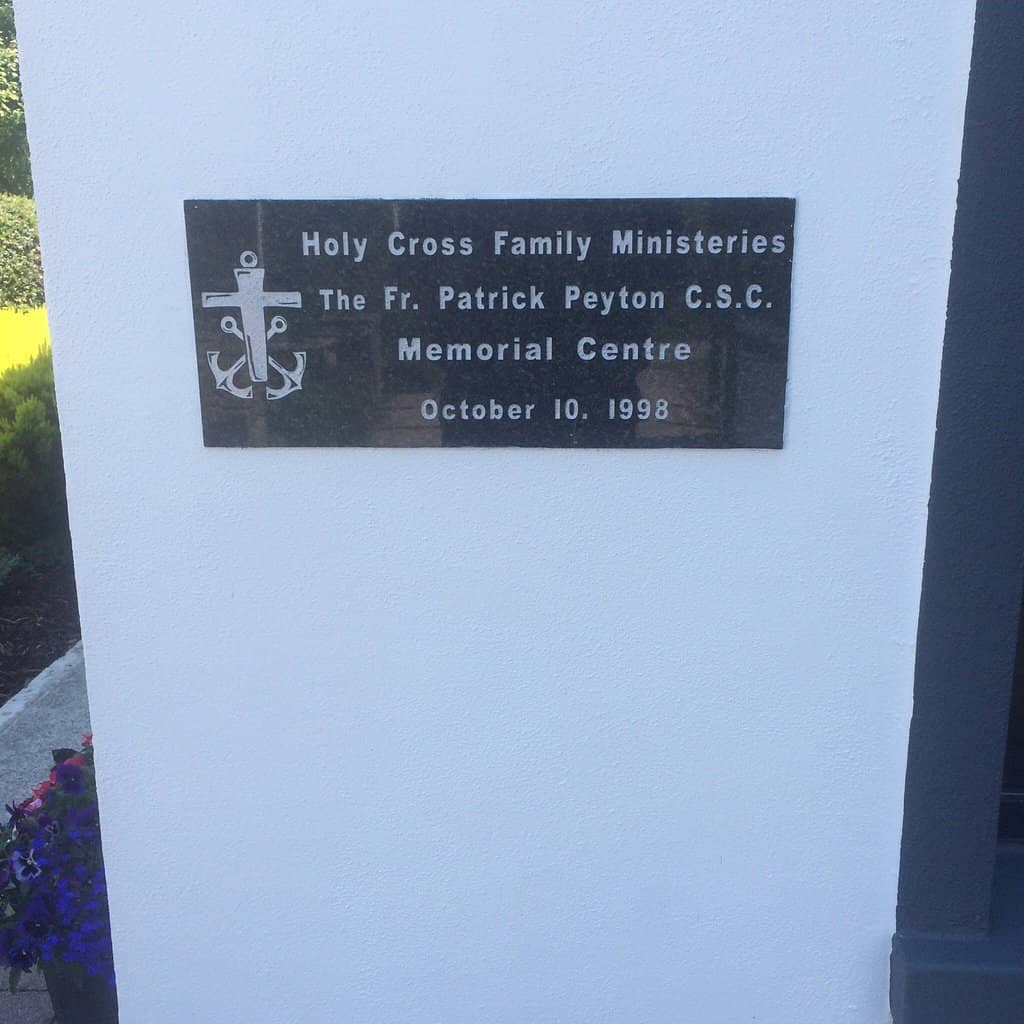 Holy Cross Family Ministeries
The Fr. Patrick Peyton C.S.C.
Memorial Centre
October 10. 1998